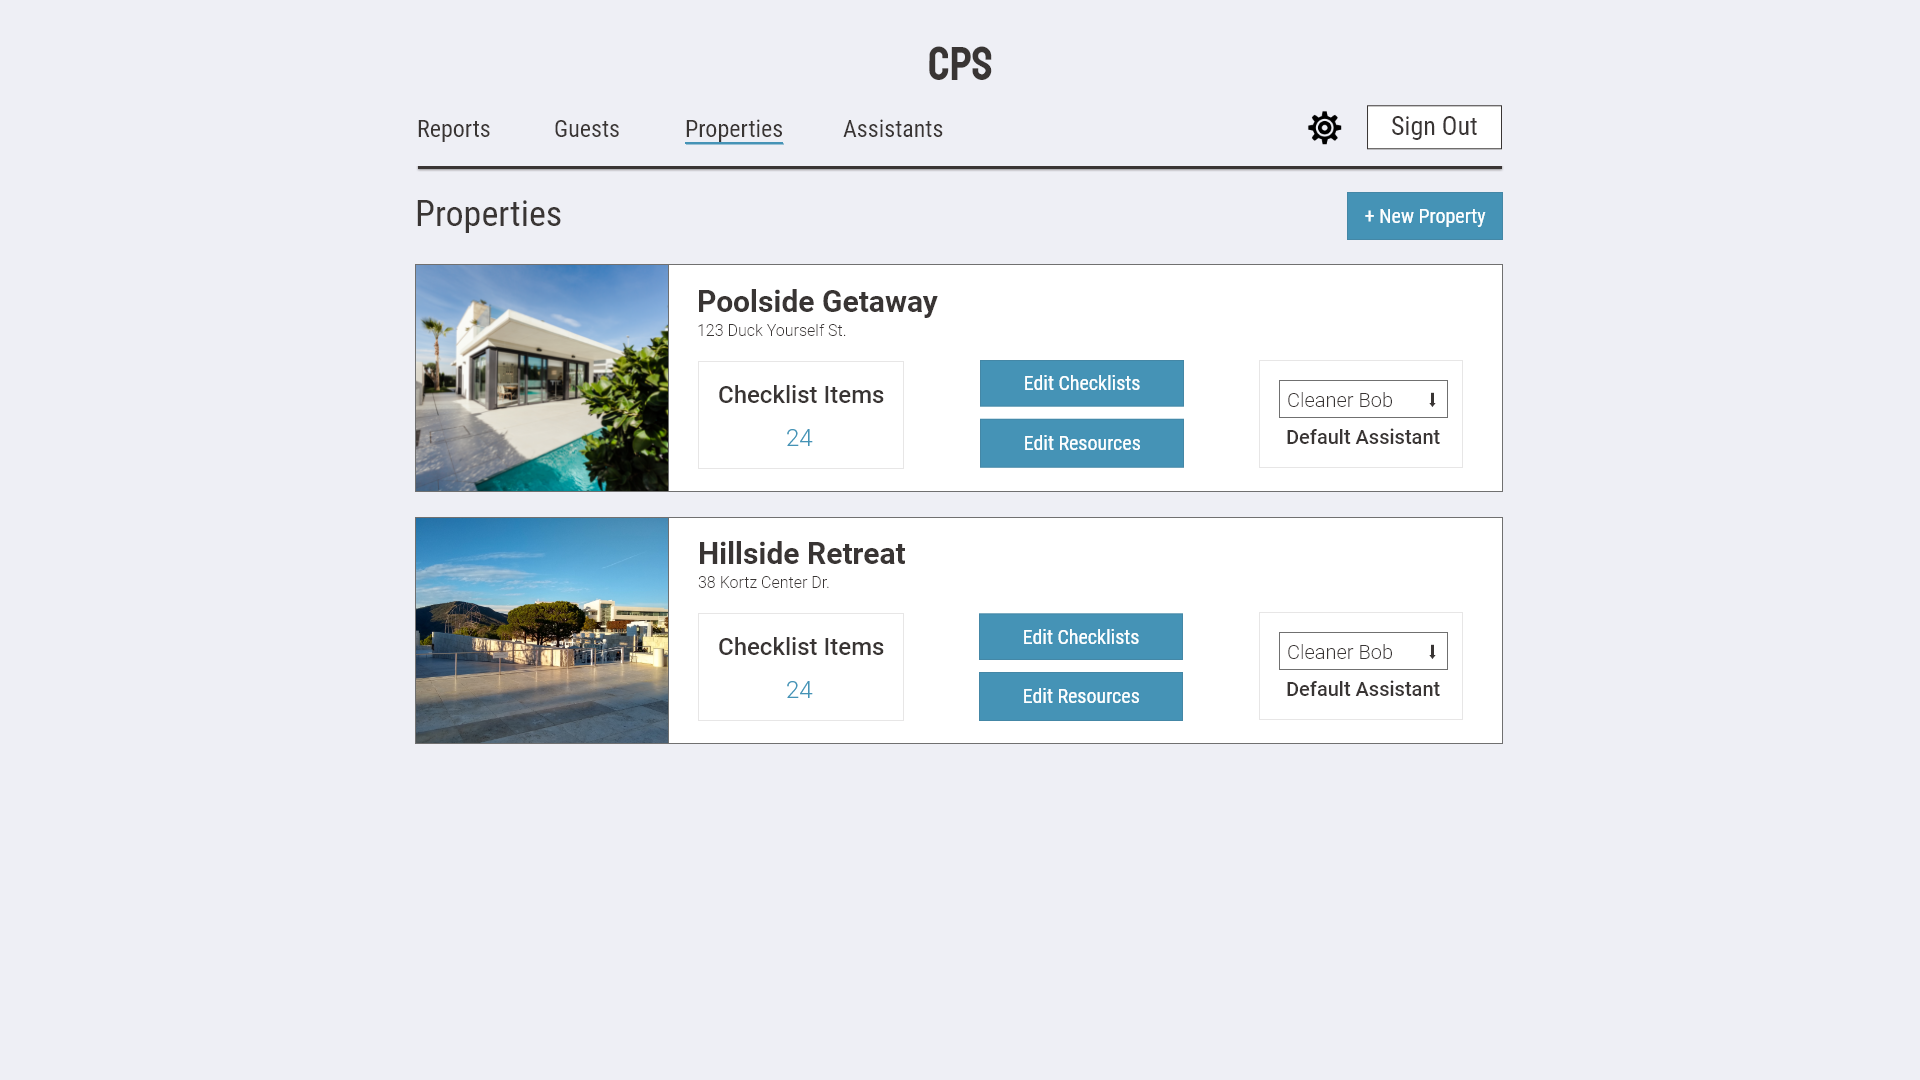 CPS
Reports
Guests
Properties
Assistants
Sign Out
Properties
+ New Property
Poolside Getaway
123 Duck Yourself St.
Checklist Items
24
Edit Checklists
Edit Resources
Cleaner Bob
Default Assistant
Hillside Retreat
38 Kortz Center Dr.
Checklist Items
24
Edit Checklists
Edit Resources
Cleaner Bob
Default Assistant